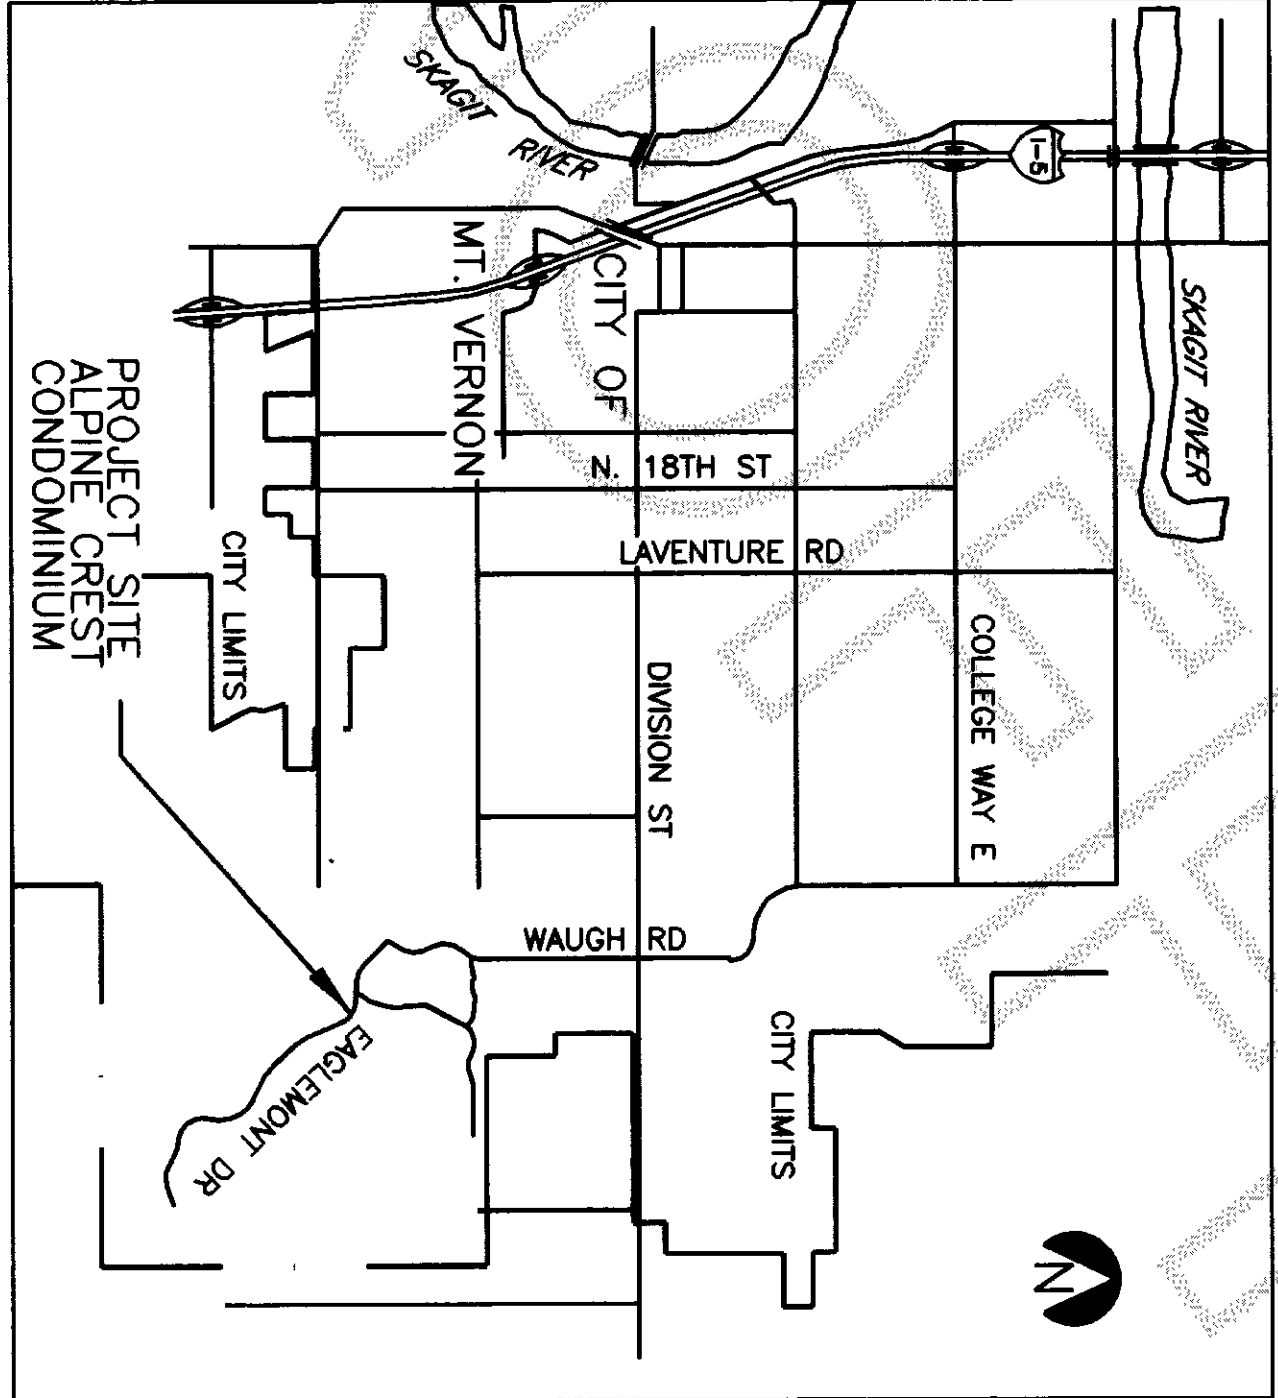 SKAGIT RIVER
I-5
SKAGIT
RIVER
COLLEGE WAY E
CITY LIMITS
N. 18TH ST
LAVENTURE RD
DIVISION ST
WAUGH RD
CITY OF
MT. VERNON
EAGLEMONT DR
CITY LIMITS
PROJECT SITE
ALPINE CREST
CONDOMINIUM
N